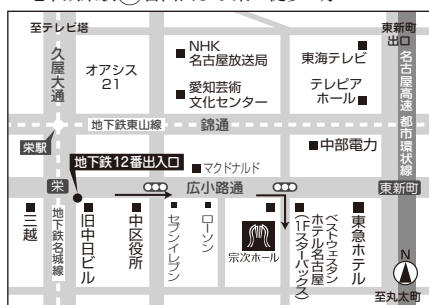 至テレビ塔
久屋大通
オアシス
21
NHK
名古屋放送局
愛知芸術
文化センター
東海テレビ
テレピア
ホール
東新町
出口
名古屋高速 都市環状線
地下鉄東山線
錦通
栄駅
地下鉄12番出入口
中部電力
マクドナルド
栄
広小路通
東新町
三越
地下鉄名城線
旧中日ビル
中区役所
セブンイレブン
ローソン
宗次ホール
ベストウェスタン
ホテル名古屋
(1Fスターバックス)
東急ホテル
N
至丸太町